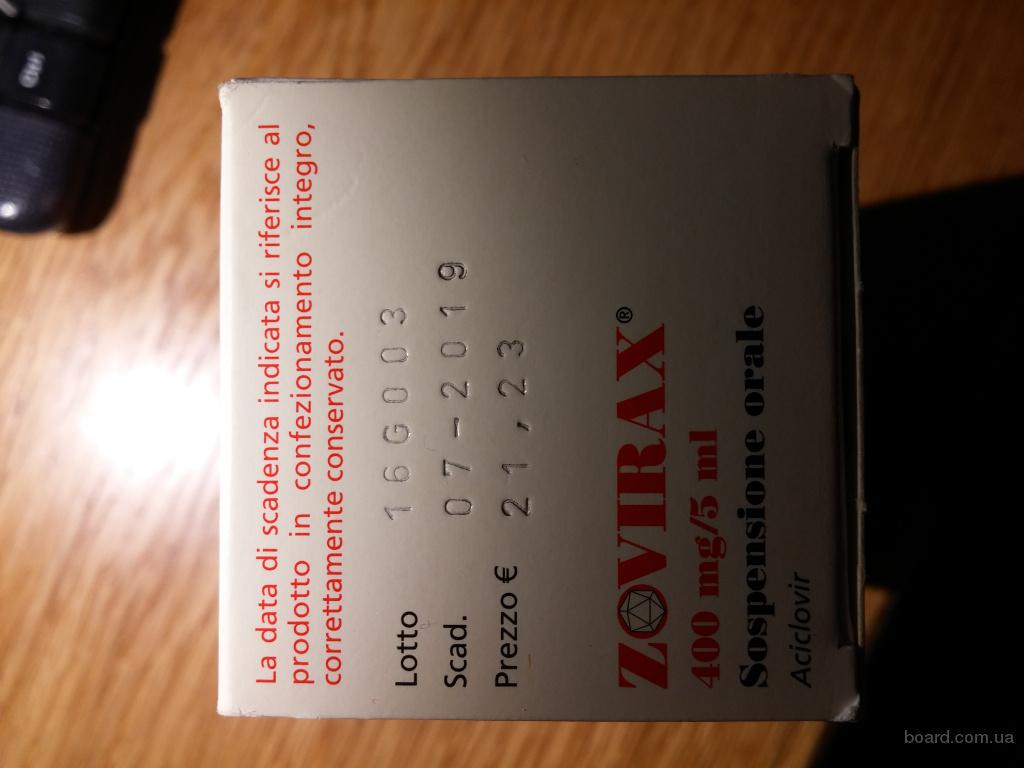 La data di scadenza indicata si riferisce al
prodotto in confezionamento integro,
correttamente conservato.
Lotto 16G003
Scad. 07-2019
Prezzo € 21,23
ZOVIRAX®
400 mg/5 ml
Sospensione orale
Aciclovir
board.com.ua